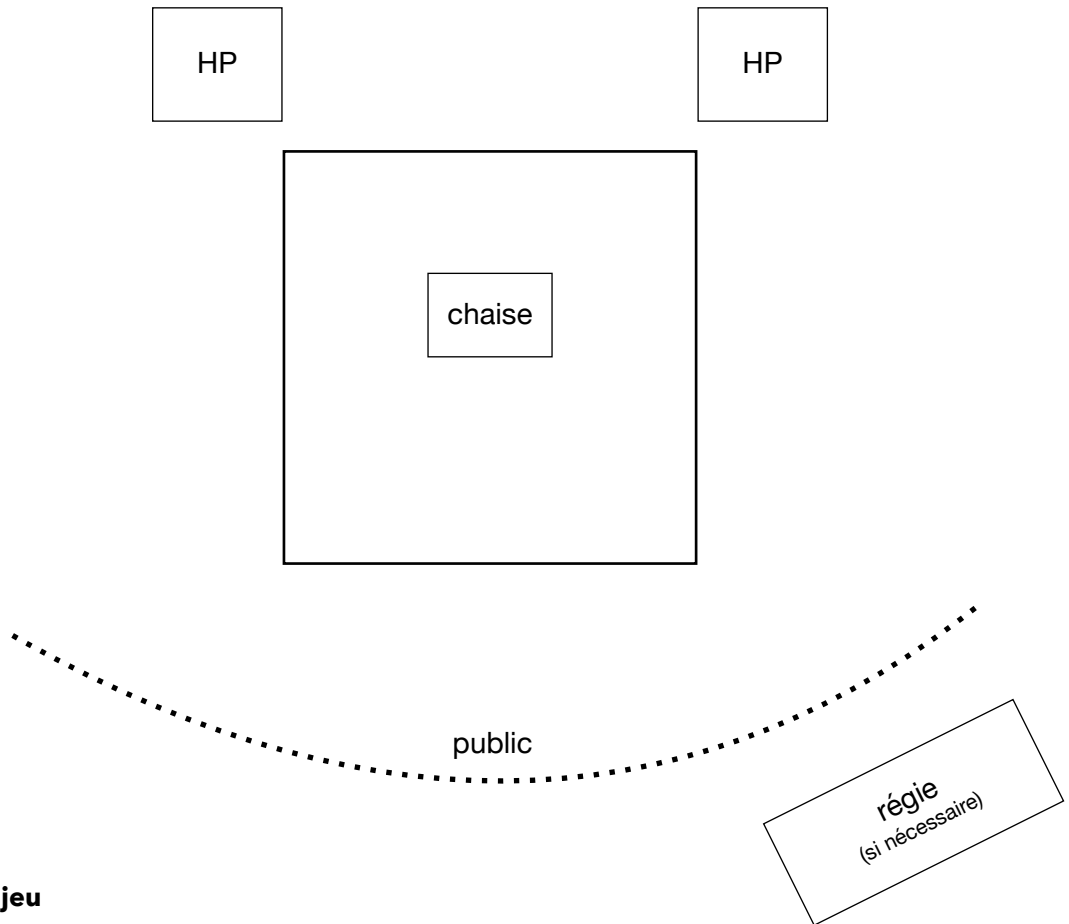 HP
HP
chaise
public
régie
(si nécessaire)
jeu